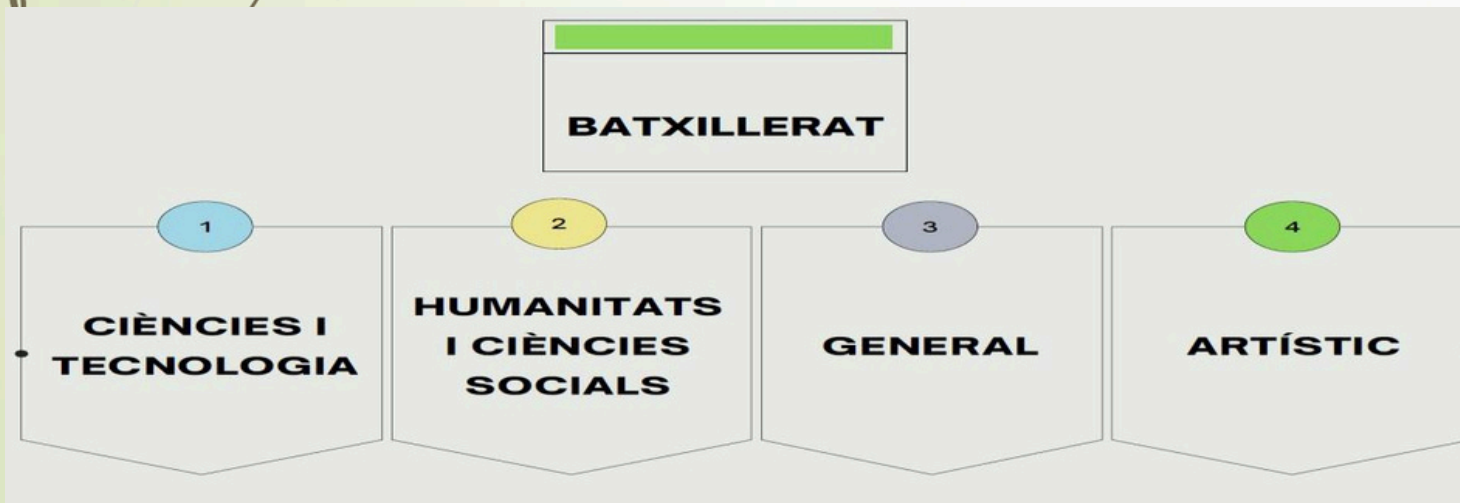 BATXILLERAT
1
CIÈNCIES I
TECNOLOGIA
2
HUMANITATS
I CIÈNCIES
SOCIALS
3
GENERAL
4
ARTÍSTIC